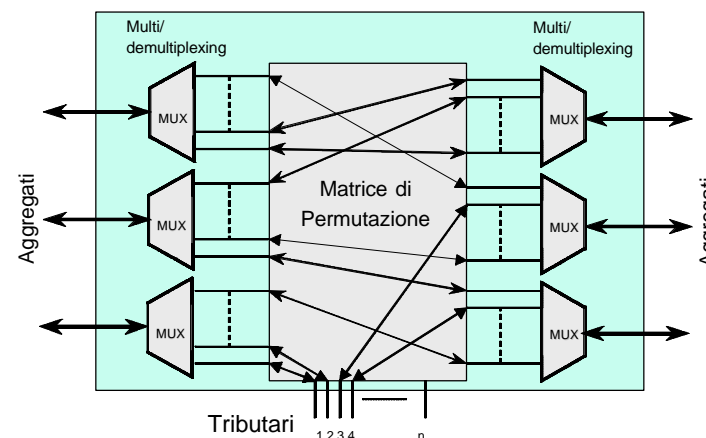 Multi/
demultiplexing
Multi/
demultiplexing
MUX
MUX
MUX
MUX
MUX
MUX
Aggregati
Matrice di
Permutazione
Aggregati
Tributari
1 2 3 4
n